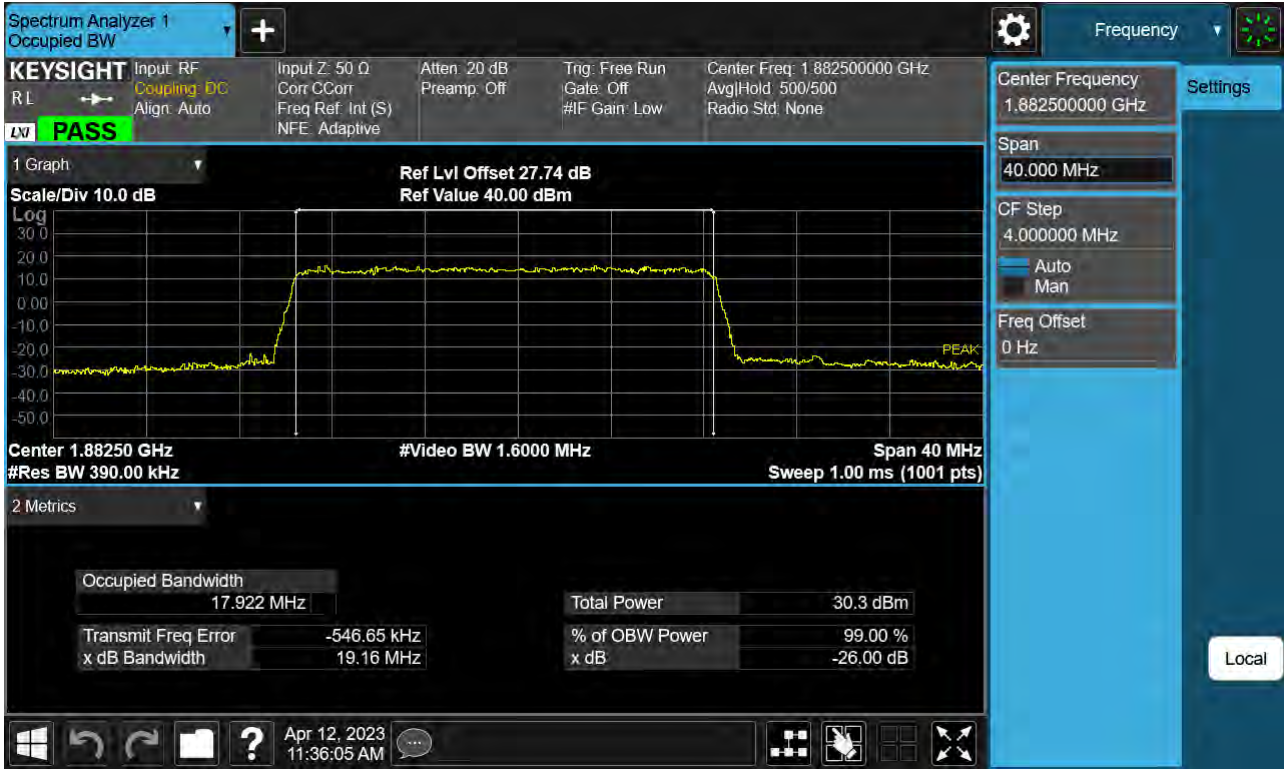 Spectrum Analyzer 1
Occupied BW
+
Frequency
KEYSIGHT
RL
LXI PASS
Input: RF
Coupling: DC
Align: Auto
Input Z: 50 Ω
Corr CCorr
Freq Ref: Int (S)
NFE: Adaptive
Atten: 20 dB
Preamp: Off
Trig: Free Run
Gate: Off
#IF Gain: Low
Center Freq: 1.882500000 GHz
Avg|Hold: 500/500
Radio Std: None
Center Frequency
1.882500000 GHz
Settings
Span
40.000 MHz
CF Step
4.000000 MHz
Auto
Man
Freq Offset
0 Hz
Local
1 Graph
Scale/Div 10.0 dB
Ref Lvl Offset 27.74 dB
Ref Value 40.00 dBm
Log
30.0
20.0
10.0
0.00
-10.0
-20.0
-30.0
-40.0
-50.0
PEAK
Center 1.88250 GHz
#Video BW 1.6000 MHz
Span 40 MHz
#Res BW 390.00 kHz
Sweep 1.00 ms (1001 pts)
2 Metrics
Occupied Bandwidth
17.922 MHz
Total Power 30.3 dBm
Transmit Freq Error -546.65 kHz
% of OBW Power 99.00 %
x dB Bandwidth 19.16 MHz
x dB -26.00 dB
?
Apr 12, 2023
11:36:05 AM